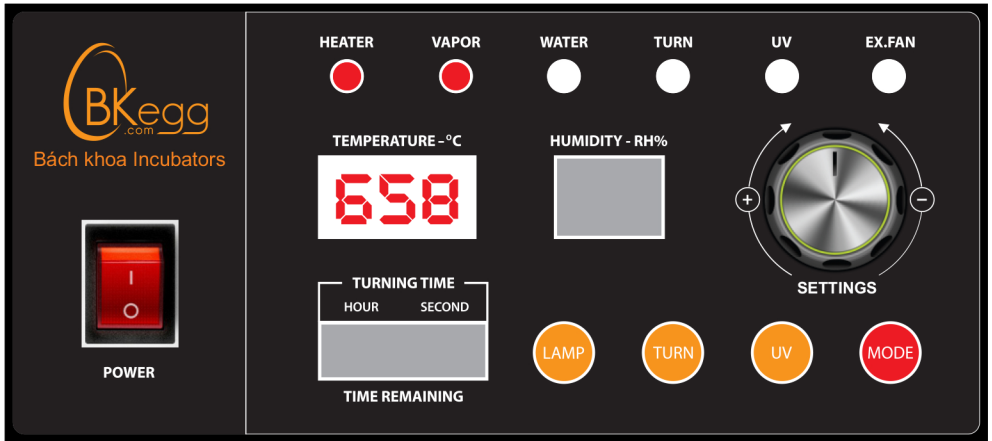 BKegg
.com
Bách khoa Incubators
I
O
POWER
HEATER VAPOR WATER TURN UV EX.FAN
TEMPERATURE-°C HUMIDITY - RH%
658
+ −
SETTINGS
TURNING TIME
HOUR SECOND
TIME REMAINING
LAMP TURN UV MODE